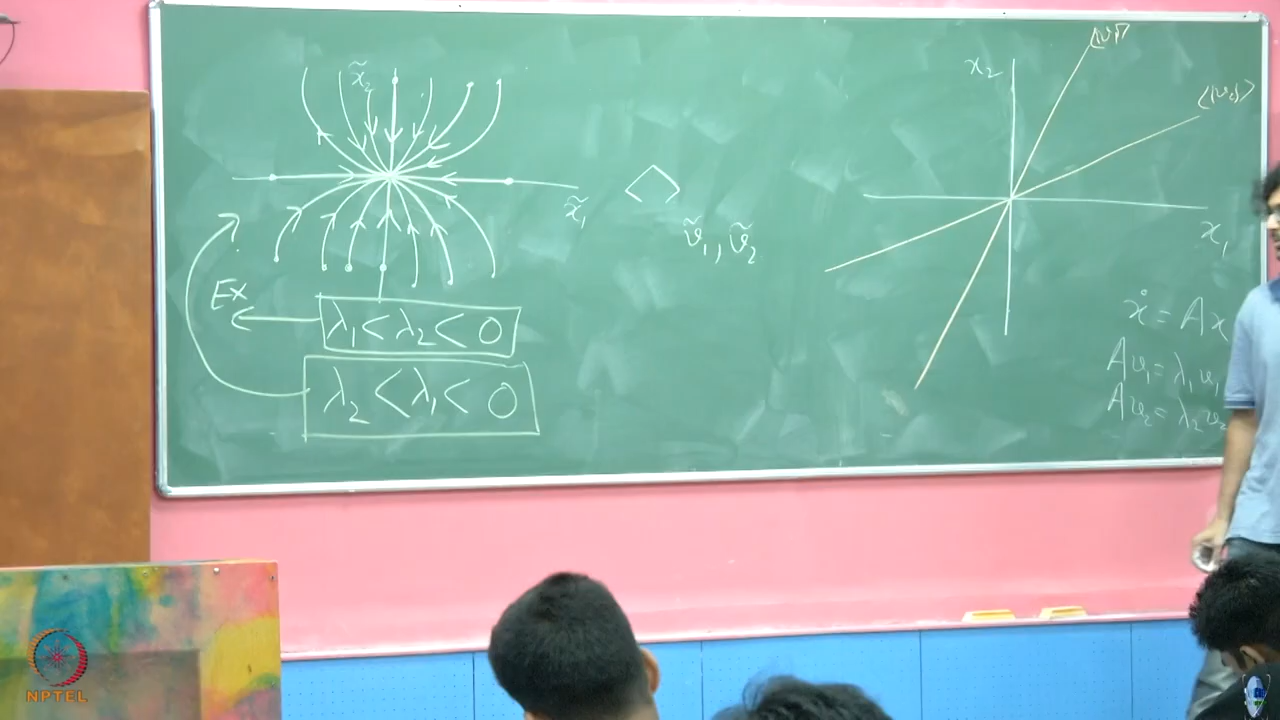 x̃₂
x̃₁
Ex
λ₁ < λ₂ < 0
λ₂ < λ₁ < 0
ṽ₁, ṽ₂
x₂
⟨v₂⟩
x₁
ẋ = Ax
Av₁ = λ₁v₁
Av₂ = λ₂v₂
NPTEL